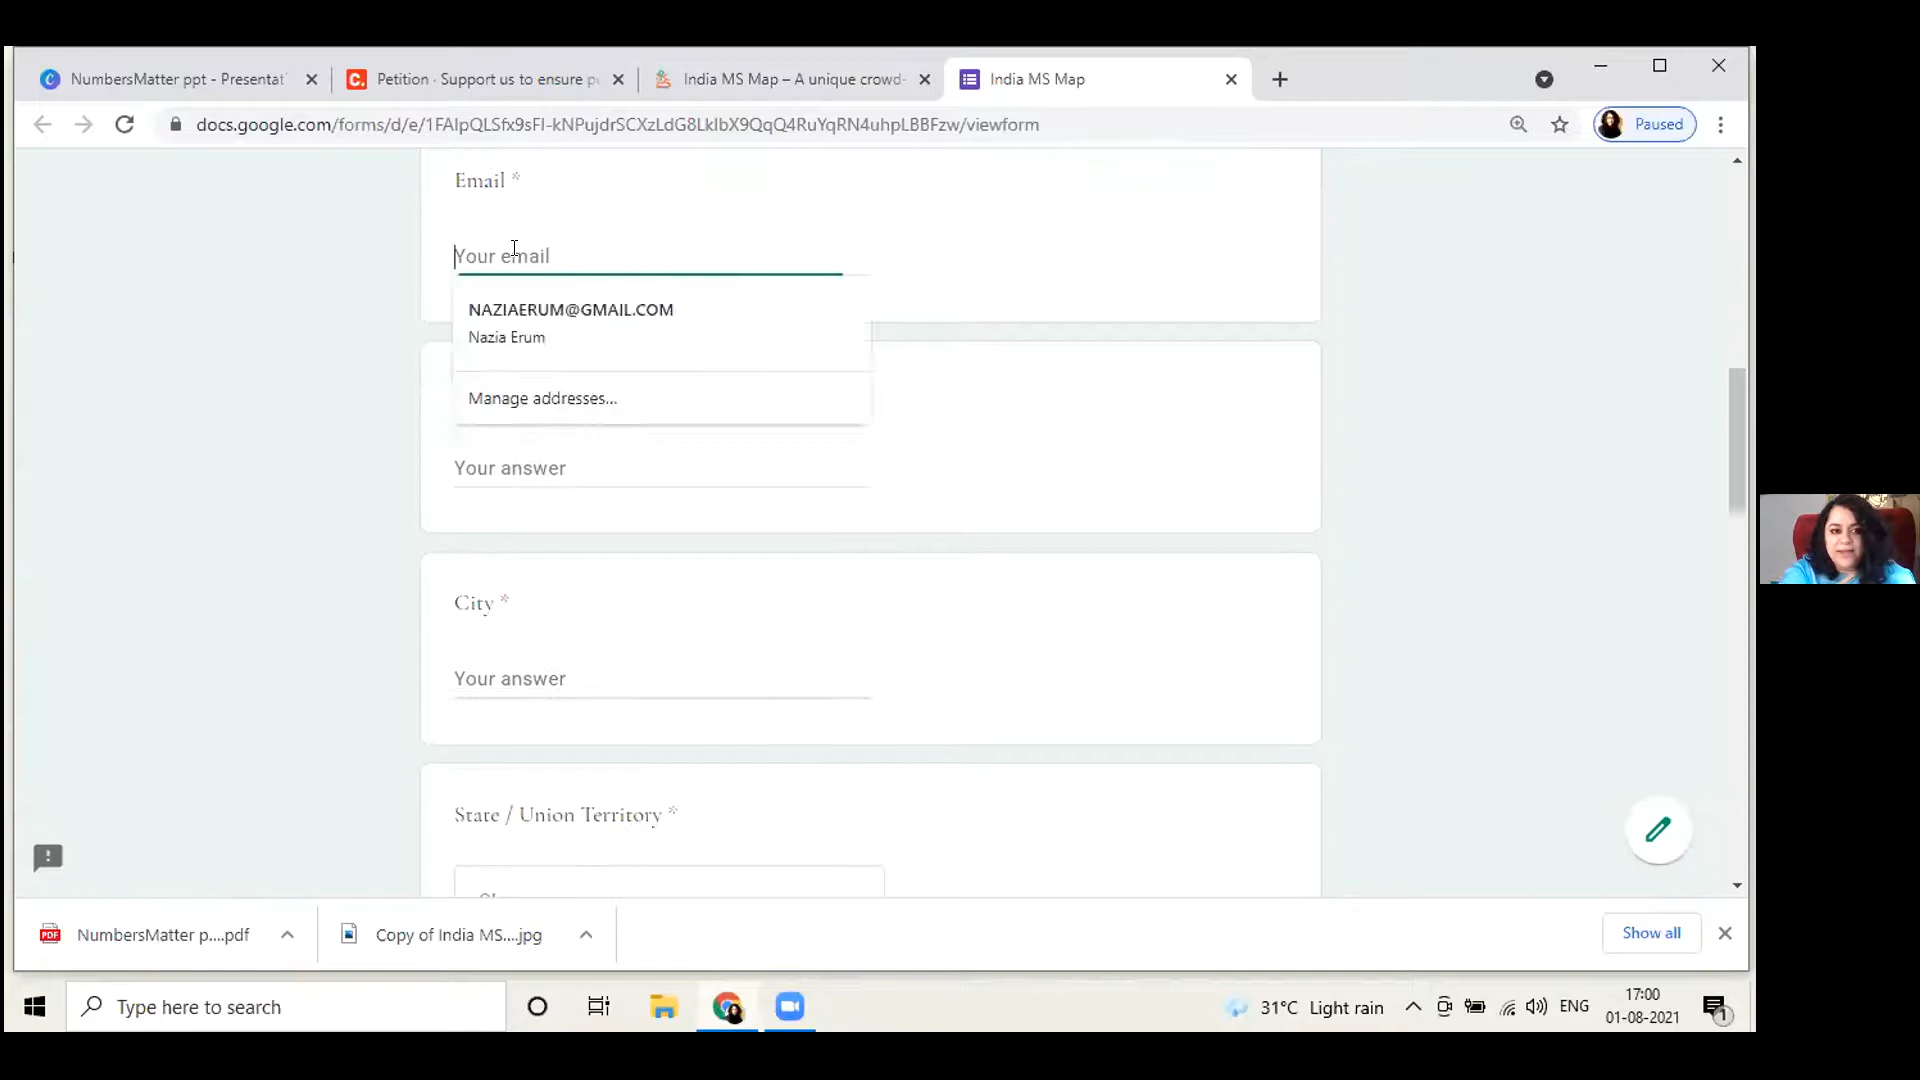 NumbersMatter ppt - Presentat
Petition · Support us to ensure p
India MS Map – A unique crowd-
India MS Map
docs.google.com/forms/d/e/1FAIpQLSfx9sFI-kNPujdrSCXzLdG8LkIbX9QqQ4RuYqRN4uhpLBBFzw/viewform
Paused
Email *
Your email
NAZIAERUM@GMAIL.COM
Nazia Erum
Manage addresses...
Your answer
City *
Your answer
State / Union Territory *
NumbersMatter p....pdf
Copy of India MS....jpg
Show all
Type here to search
31°C Light rain
ENG
17:00
01-08-2021
1